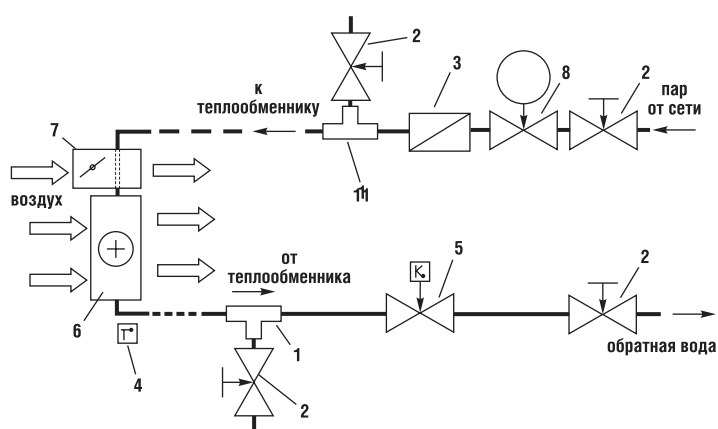 2
3
8
2
к
теплообменнику
пар
от сети
7
11
воздух
от
теплообменника
К
5
2
6
Т
1
обратная вода
4
2